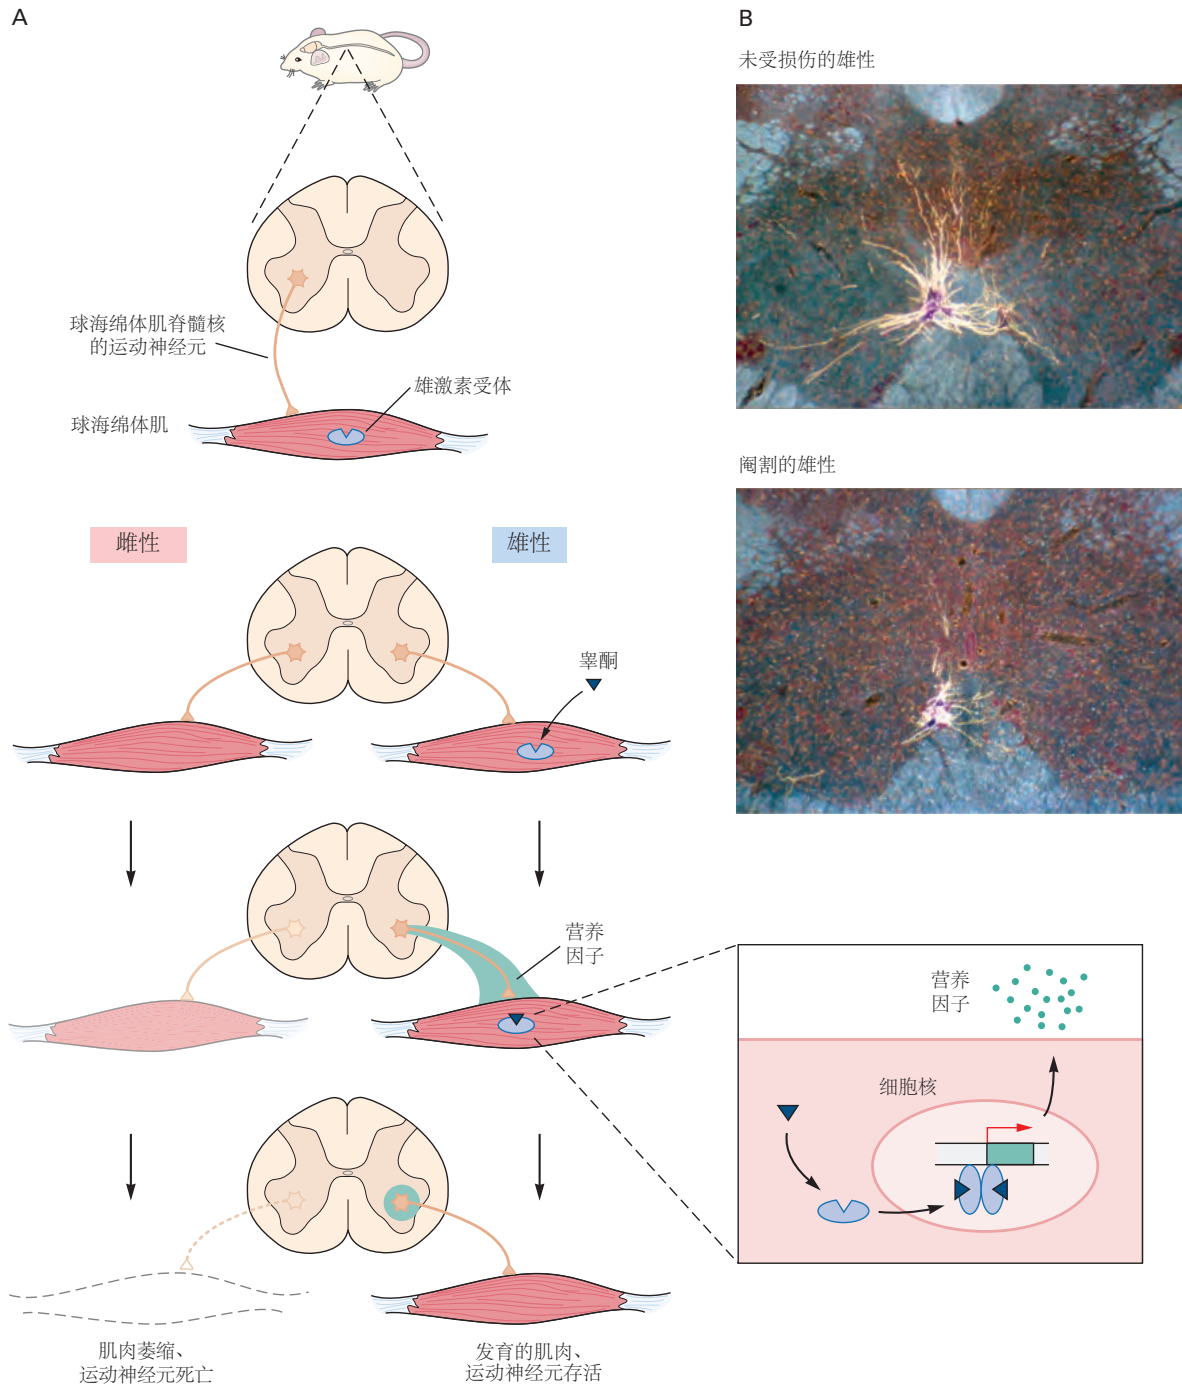 A
球海绵体肌脊髓核
的运动神经元
雄激素受体
球海绵体肌
雌性
雄性
睾酮
营养
因子
肌肉萎缩、
运动神经元死亡
发育的肌肉、
运动神经元存活
B
未受损伤的雄性
阉割的雄性
营养
因子
细胞核